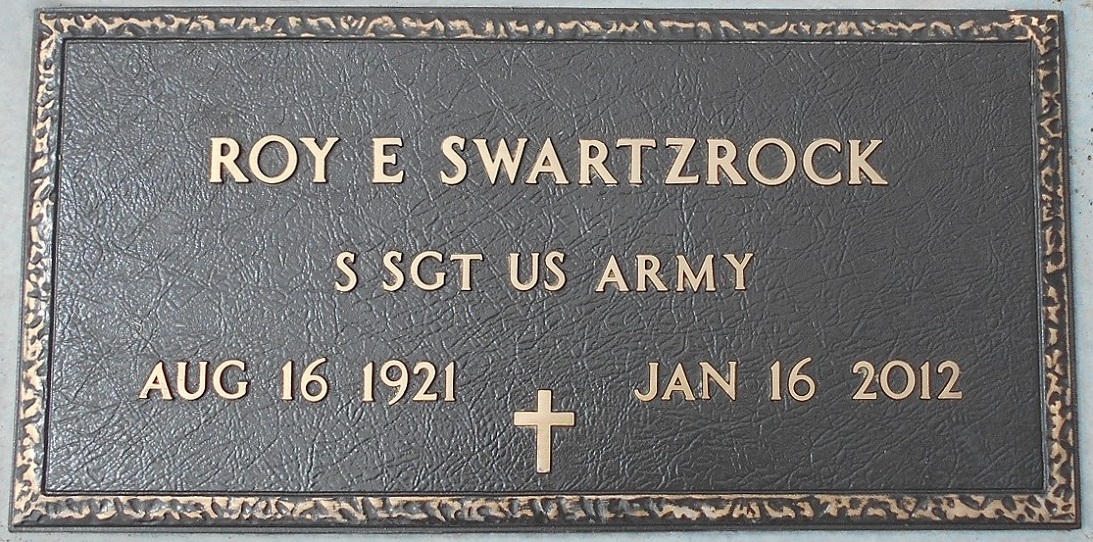 ROY E SWARTZROCK
S SGT US ARMY
AUG 16 1921 JAN 16 2012